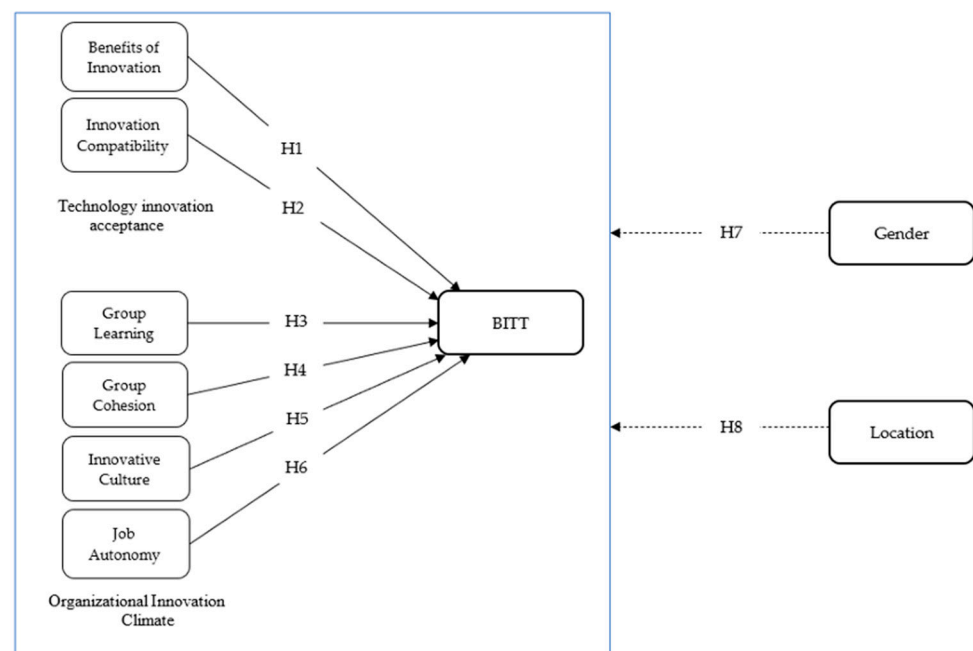 Benefits of
Innovation
Innovation
Compatibility
Technology innovation
acceptance
Group
Learning
Group
Cohesion
Innovative
Culture
Job
Autonomy
Organizational Innovation
Climate
H1
H2
H3
H4
H5
H6
BITT
H7
Gender
H8
Location